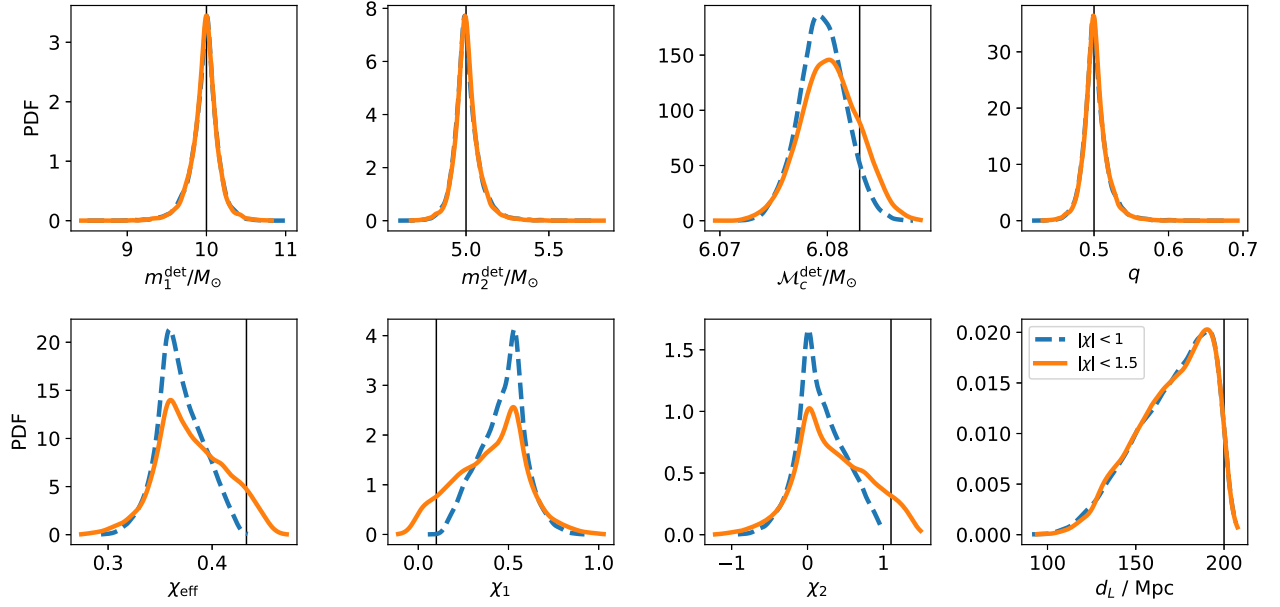 PDF
0 1 2 3
9 10 11
m₁^det/M⊙
0 2 4 6 8
5.0 5.5
m₂^det/M⊙
0 50 100 150
6.07 6.08
ℳ_c^det/M⊙
0 10 20 30
0.5 0.6 0.7
q
PDF
0 5 10 15 20
0.3 0.4
χ_eff
0 1 2 3 4
0.0 0.5 1.0
χ₁
0.0 0.5 1.0 1.5
−1 0 1
χ₂
0.000 0.005 0.010 0.015 0.020
100 150 200
d_L / Mpc
|χ| < 1
|χ| < 1.5